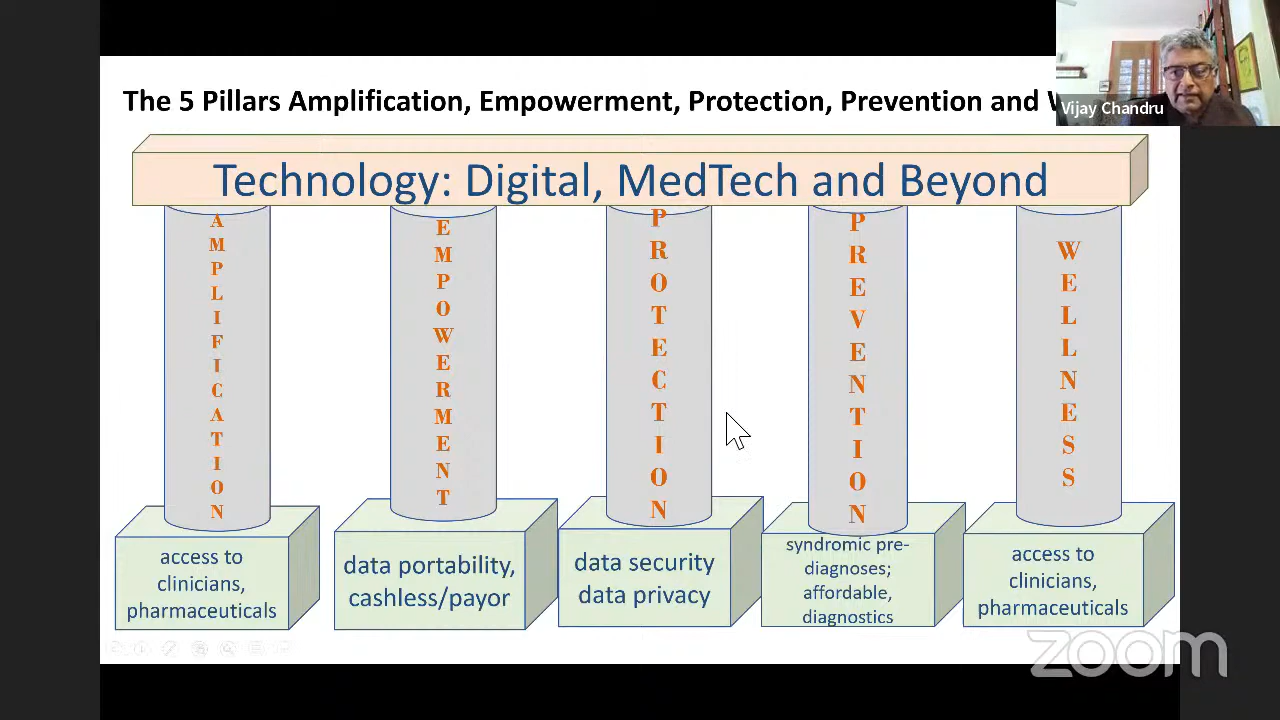 The 5 Pillars Amplification, Empowerment, Protection, Prevention and
Vijay Chandru
Technology: Digital, MedTech and Beyond
AMPLIFICATION
EMPOWERMENT
PROTECTION
PREVENTION
WELLNESS
access to
clinicians,
pharmaceuticals
data portability,
cashless/payor
data security
data privacy
syndromic pre-
diagnoses;
affordable,
diagnostics
access to
clinicians,
pharmaceuticals
zoom